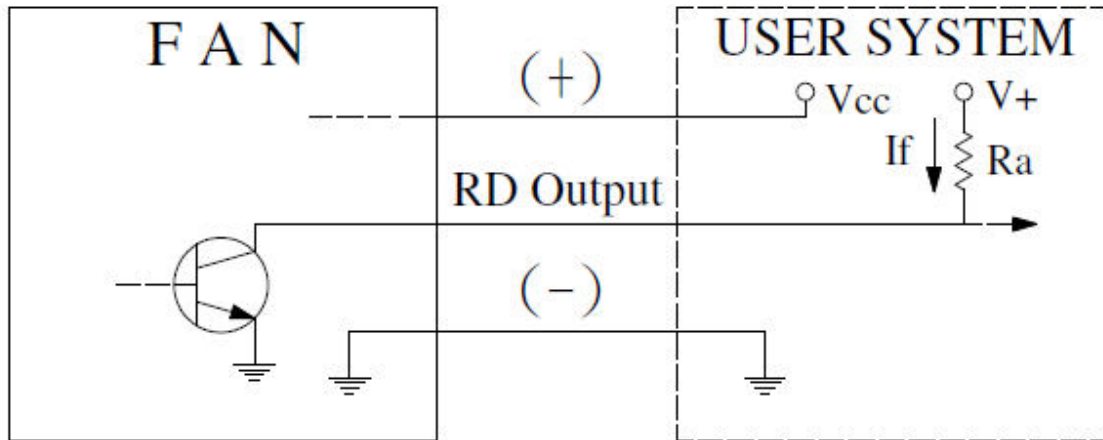 F A N
USER SYSTEM
(+)
Vcc
V+
If
Ra
RD Output
(-)